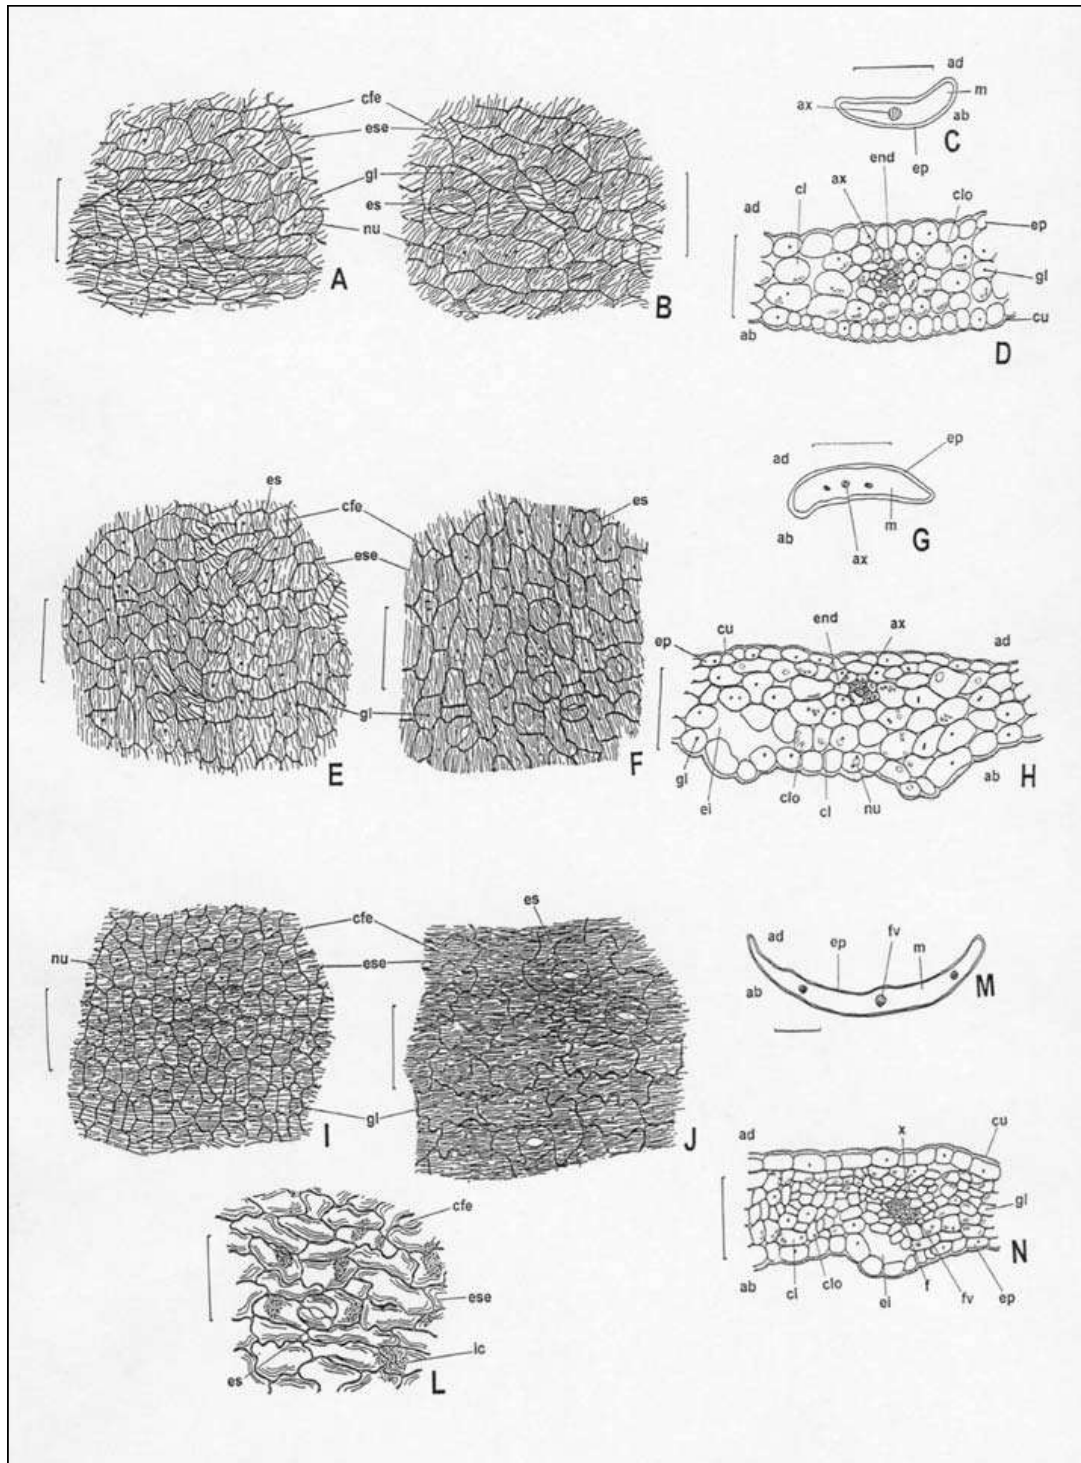 cfe
ese
gl
es
nu
A
B
ad
m
ax
ab
ep
C
end
ax
cl
clo
ad
ep
gl
cu
ab
D
es
cfe
ese
gl
E
es
F
ep
ad
m
ab
ax
G
end
ax
cu
ep
ad
gl
ei
clo
cl
nu
ab
H
cfe
nu
ese
gl
I
es
J
fv
ad
ep
m
ab
M
x
cu
ad
gl
N
ab
cl
clo
ei
f
fv
ep
cfe
ese
ic
es
L